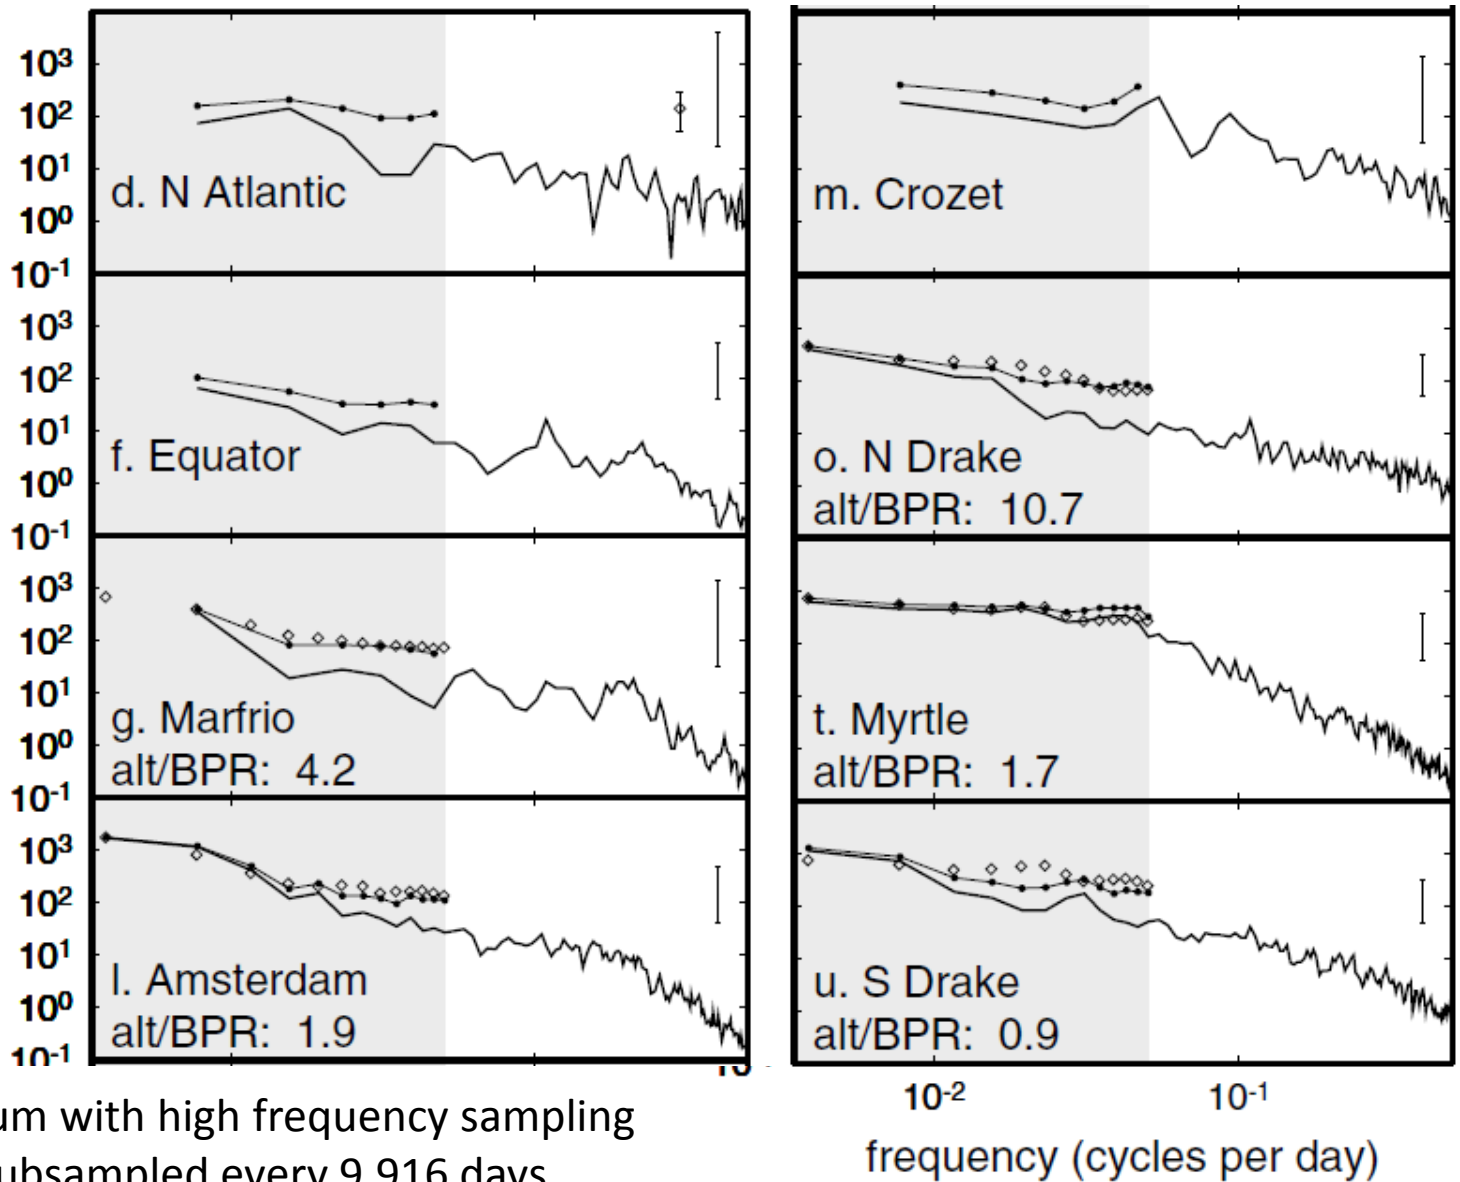 10³
10²
10¹
10⁰
10⁻¹
d. N Atlantic
10³
10²
10¹
10⁰
10⁻¹
f. Equator
10³
10²
10¹
10⁰
10⁻¹
g. Marfrio
alt/BPR: 4.2
10³
10²
10¹
10⁰
10⁻¹
l. Amsterdam
alt/BPR: 1.9
m. Crozet
o. N Drake
alt/BPR: 10.7
t. Myrtle
alt/BPR: 1.7
u. S Drake
alt/BPR: 0.9
10⁻² 10⁻¹
frequency (cycles per day)
um with high frequency sampling
ubsampled every 9.916 days